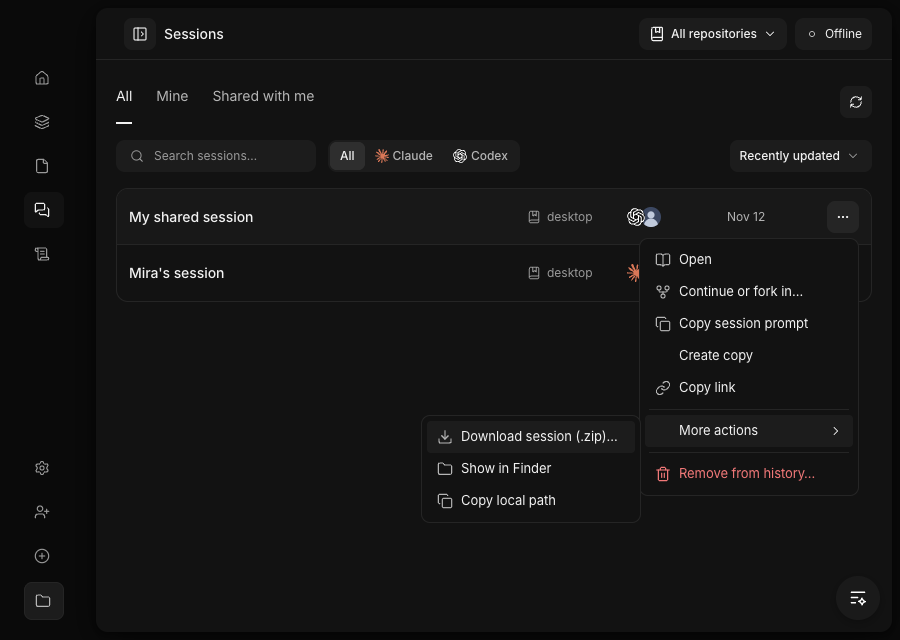 Sessions
All repositories
Offline
All
Mine
Shared with me
Search sessions...
All
Claude
Codex
Recently updated
My shared session
desktop
Nov 12
Mira's session
desktop
Open
Continue or fork in...
Copy session prompt
Create copy
Copy link
More actions
Remove from history...
Download session (.zip)...
Show in Finder
Copy local path